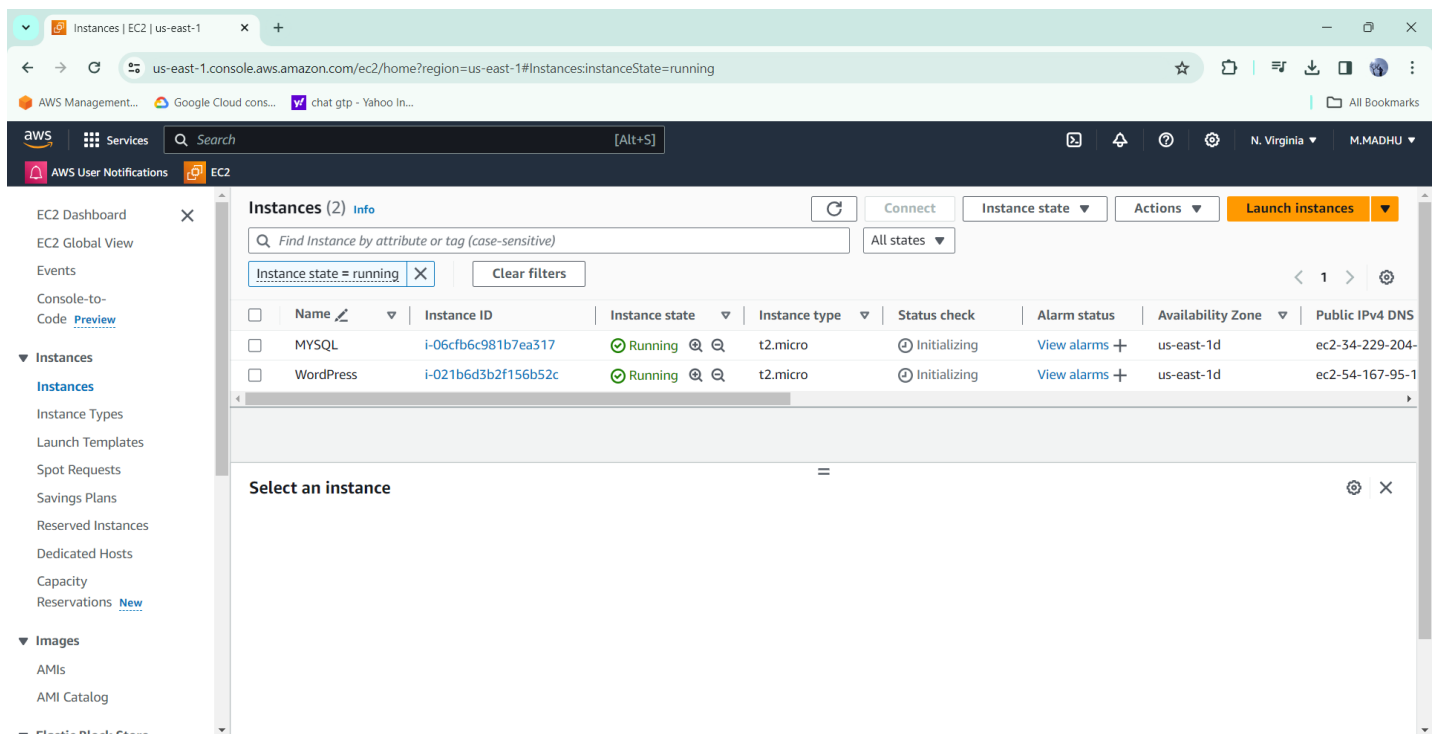 Instances | EC2 | us-east-1
us-east-1.console.aws.amazon.com/ec2/home?region=us-east-1#Instances:instanceState=running
AWS Management... Google Cloud cons... chat gtp - Yahoo In... All Bookmarks
aws Services Search [Alt+S] N. Virginia M.MADHU
AWS User Notifications EC2
EC2 Dashboard
EC2 Global View
Events
Console-to-
Code Preview
Instances
Instances
Instance Types
Launch Templates
Spot Requests
Savings Plans
Reserved Instances
Dedicated Hosts
Capacity
Reservations New
Images
AMIs
AMI Catalog
Elastic Block Store
Instances (2) Info Connect Instance state Actions Launch instances
Find Instance by attribute or tag (case-sensitive) All states
Instance state = running Clear filters 1
Name Instance ID Instance state Instance type Status check Alarm status Availability Zone Public IPv4 DNS
MYSQL i-06cfb6c981b7ea317 Running t2.micro Initializing View alarms + us-east-1d ec2-34-229-204-
WordPress i-021b6d3b2f156b52c Running t2.micro Initializing View alarms + us-east-1d ec2-54-167-95-1
Select an instance